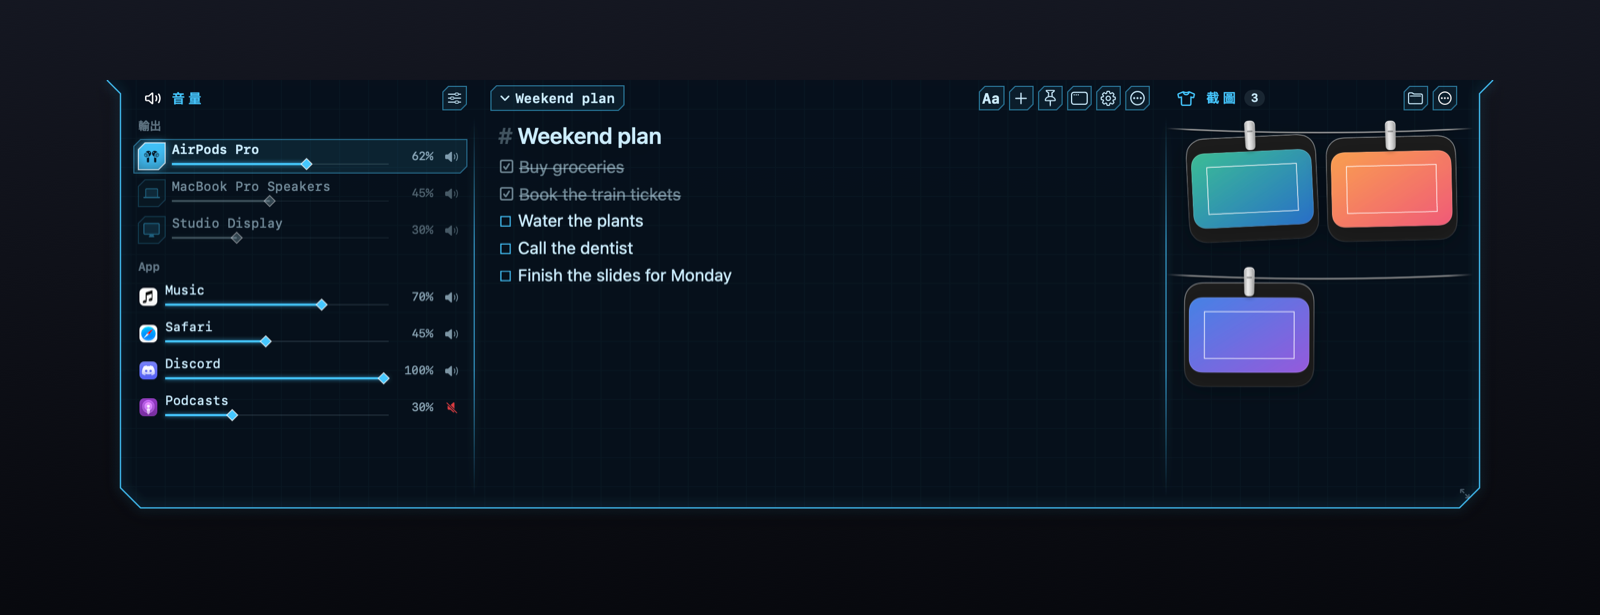 音量
輸出
AirPods Pro
62%
MacBook Pro Speakers
45%
Studio Display
30%
App
Music
70%
Safari
45%
Discord
100%
Podcasts
30%
Weekend plan
Aa
# Weekend plan
Buy groceries
Book the train tickets
Water the plants
Call the dentist
Finish the slides for Monday
截圖 3